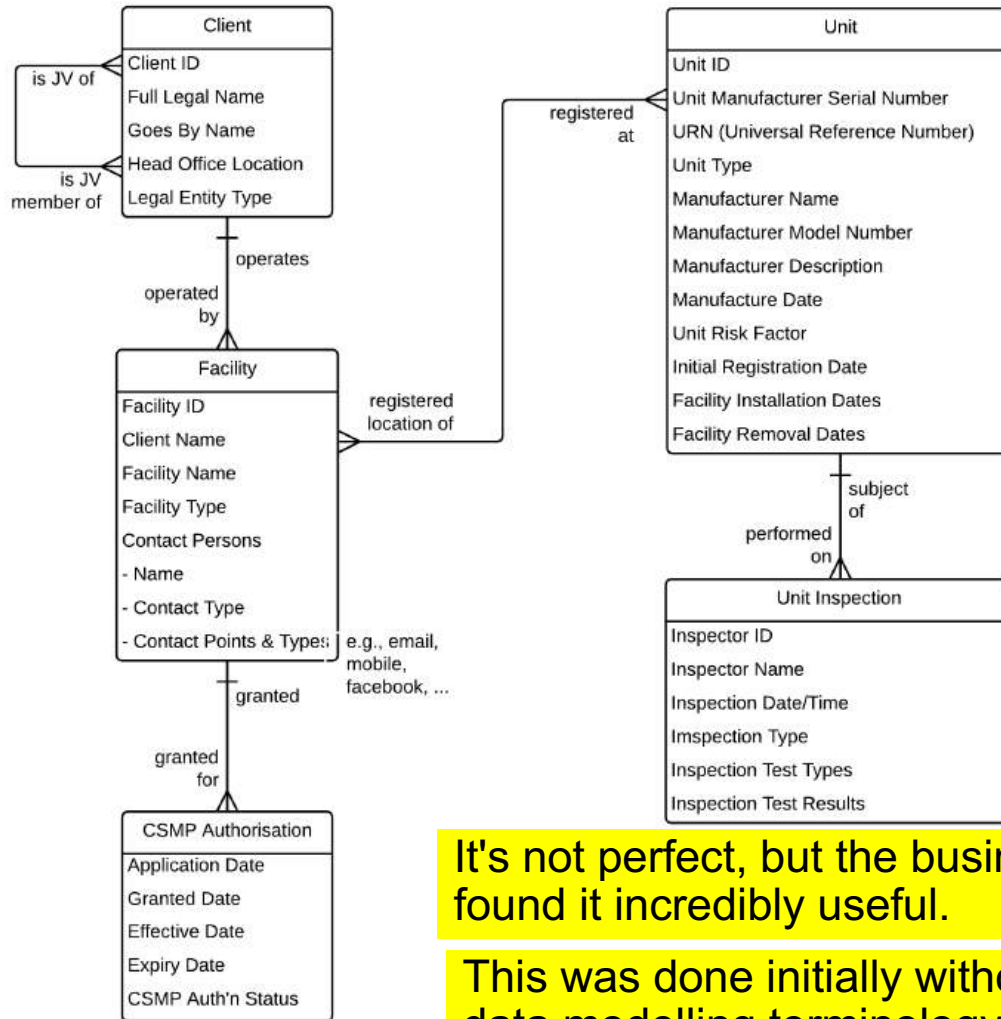 Client
Client ID
Full Legal Name
Goes By Name
Head Office Location
Legal Entity Type
is JV of
is JV
member of
operates
operated
by
Facility
Facility ID
Client Name
Facility Name
Facility Type
Contact Persons
- Name
- Contact Type
- Contact Points & Types
e.g., email,
mobile,
facebook, ...
registered
location of
registered
at
granted
granted
for
CSMP Authorisation
Application Date
Granted Date
Effective Date
Expiry Date
CSMP Auth'n Status
Unit
Unit ID
Unit Manufacturer Serial Number
URN (Universal Reference Number)
Unit Type
Manufacturer Name
Manufacturer Model Number
Manufacturer Description
Manufacture Date
Unit Risk Factor
Initial Registration Date
Facility Installation Dates
Facility Removal Dates
subject
of
performed
on
Unit Inspection
Inspector ID
Inspector Name
Inspection Date/Time
Imspection Type
Inspection Test Types
Inspection Test Results
It's not perfect, but the
found it incredibly useful.
This was done initially
data modelling